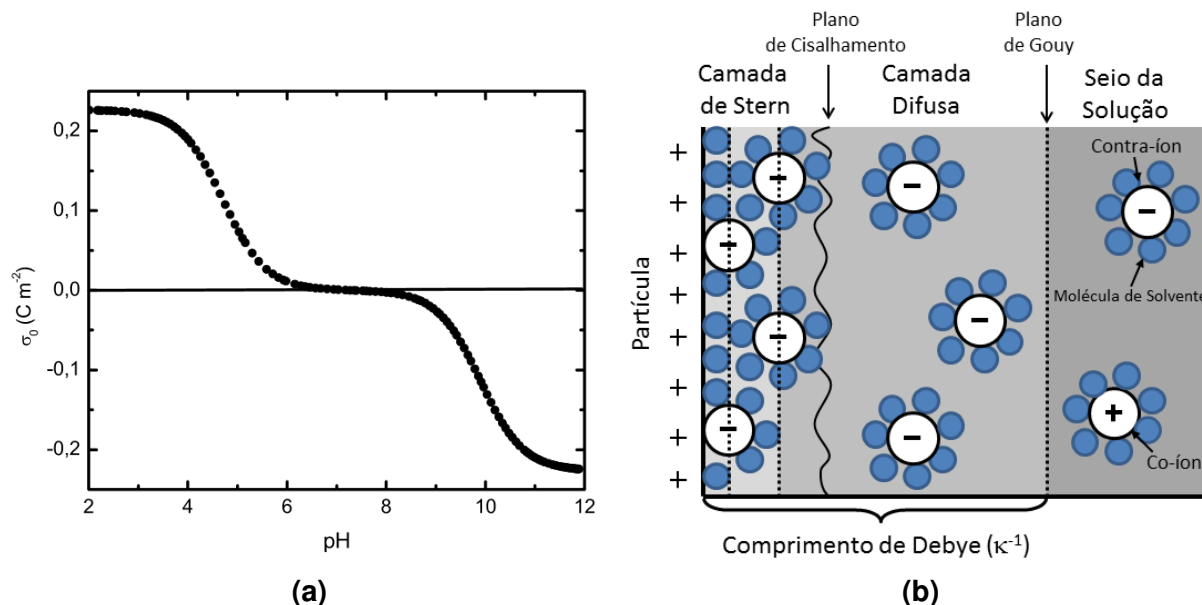 0,2
0,1
0,0
-0,1
-0,2
σ₀ (C m⁻²)
2
4
6
8
10
12
pH
(a)
Plano
de Cisalhamento
Plano
de Gouy
Camada
de Stern
Camada
Difusa
Seio da
Solução
Partícula
+
+
+
+
+
+
+
−
−
−
−
−
−
−
Contra-íon
−
Molécula de Solvente
+
Co-íon
Comprimento de Debye (κ⁻¹)
(b)